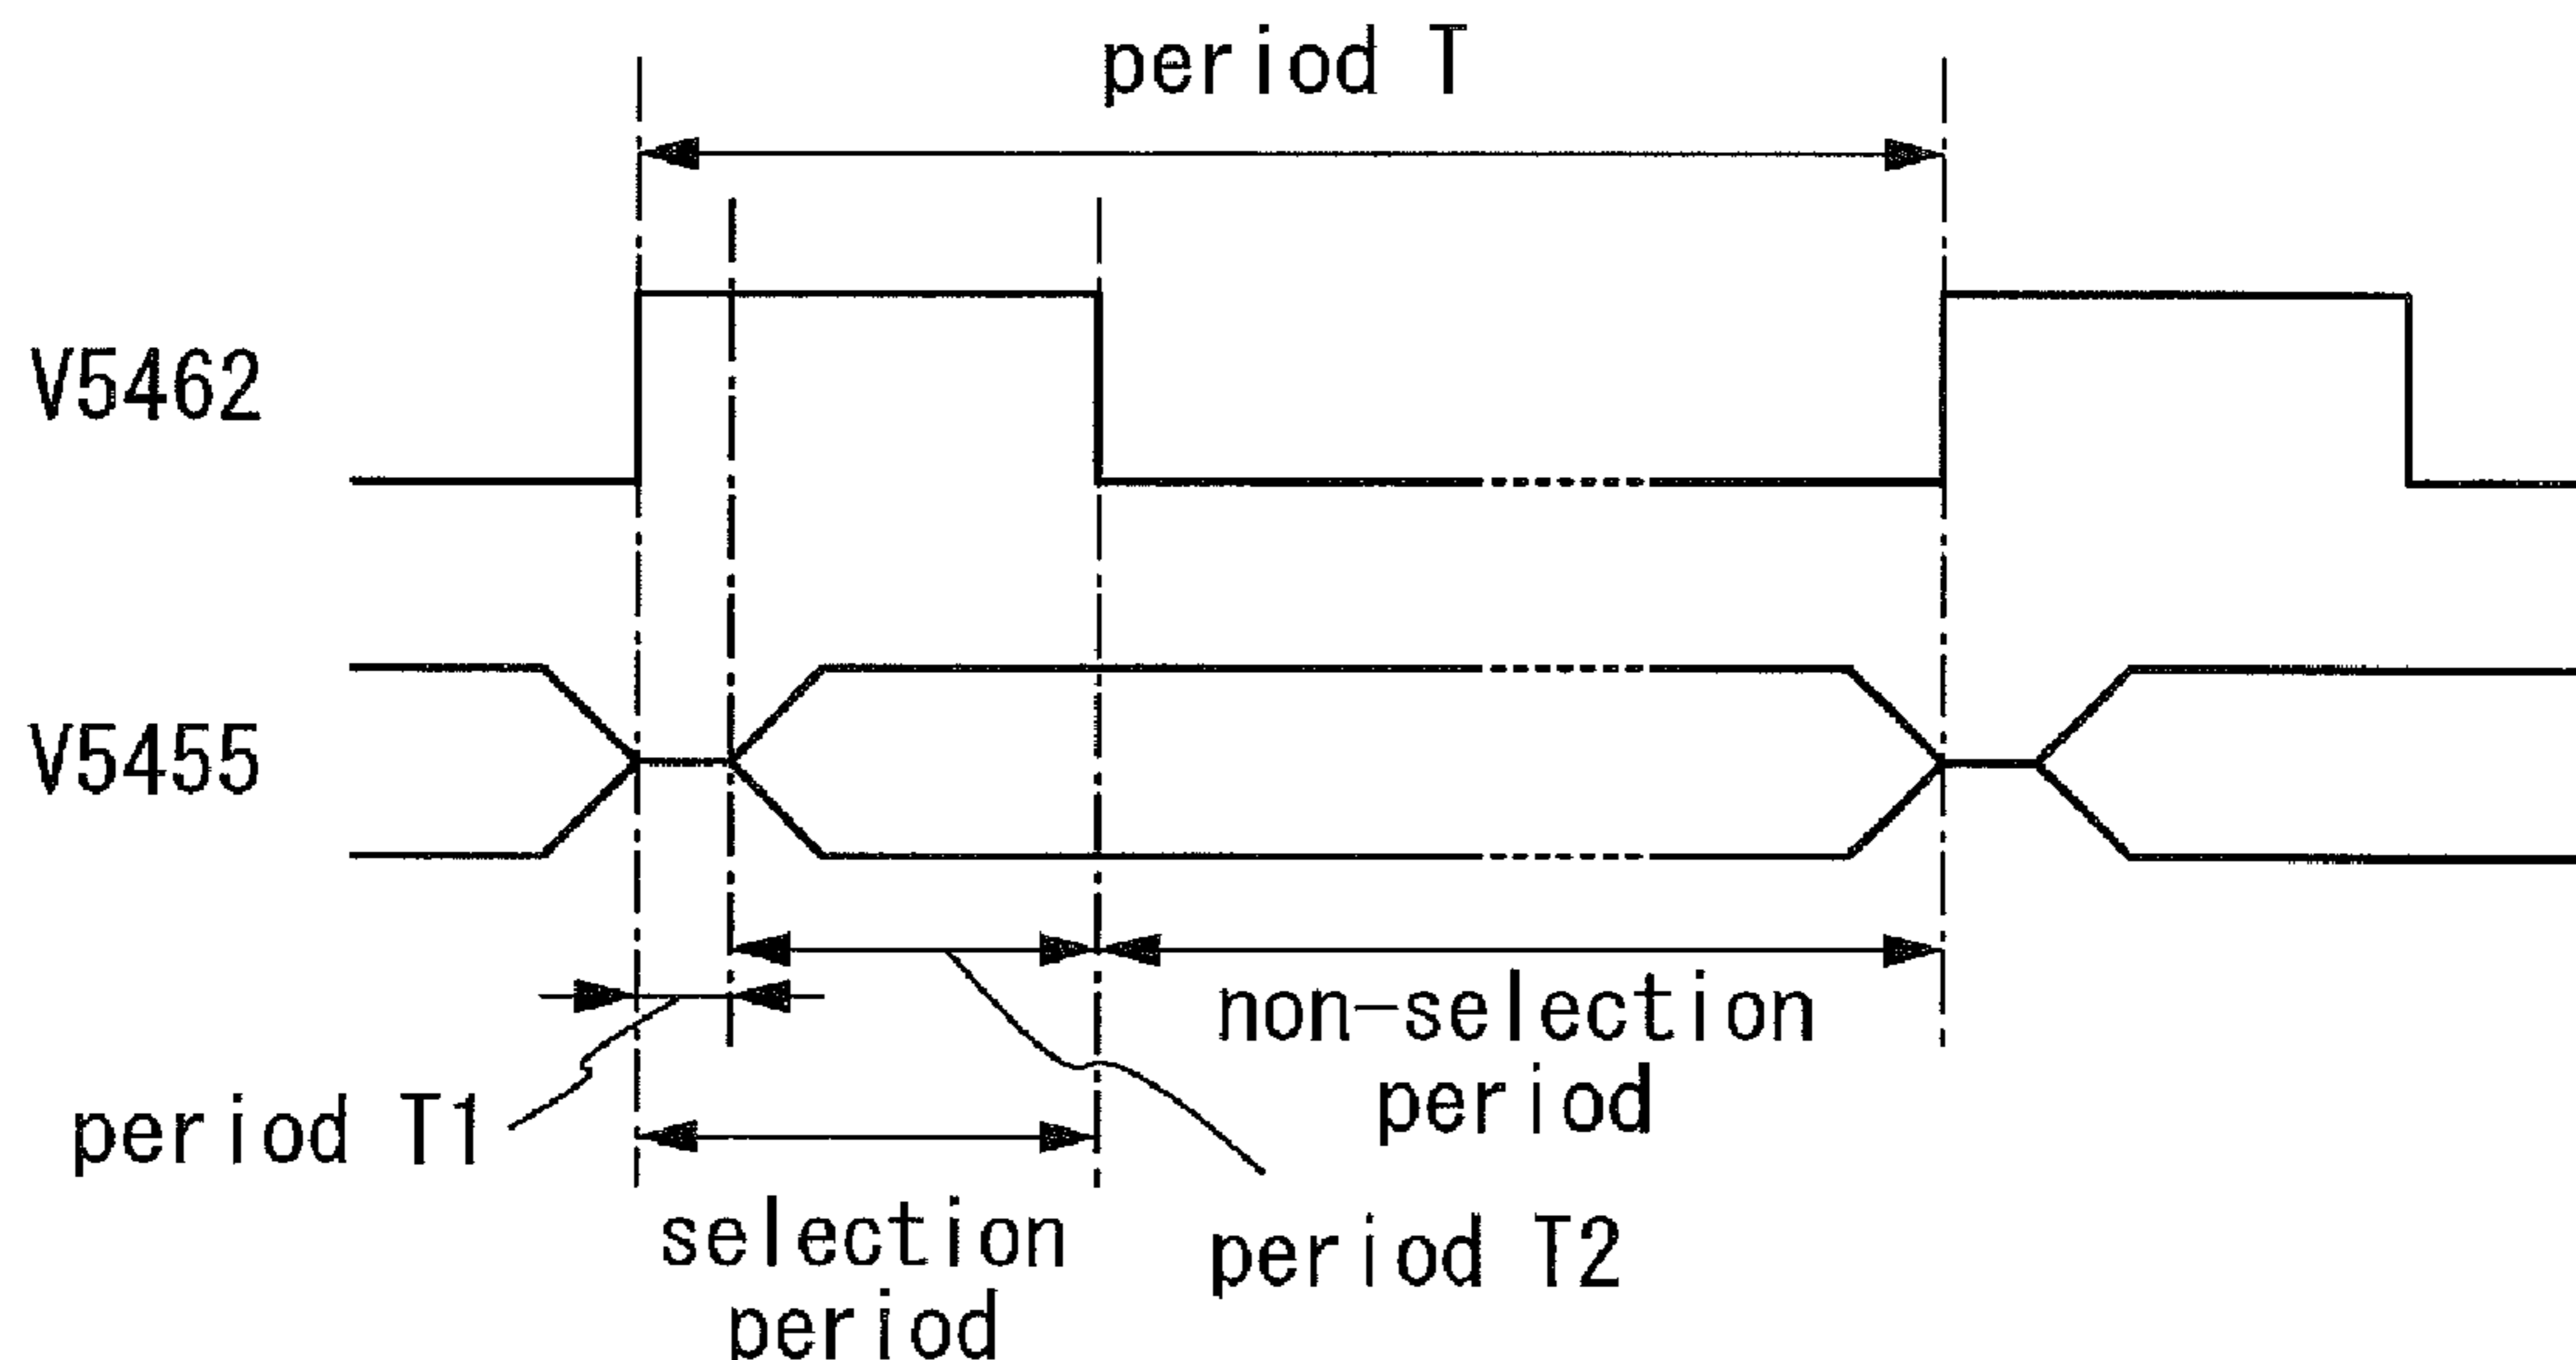 period T
V5462
V5455
non-selection
period
period T1
selection
period
period T2